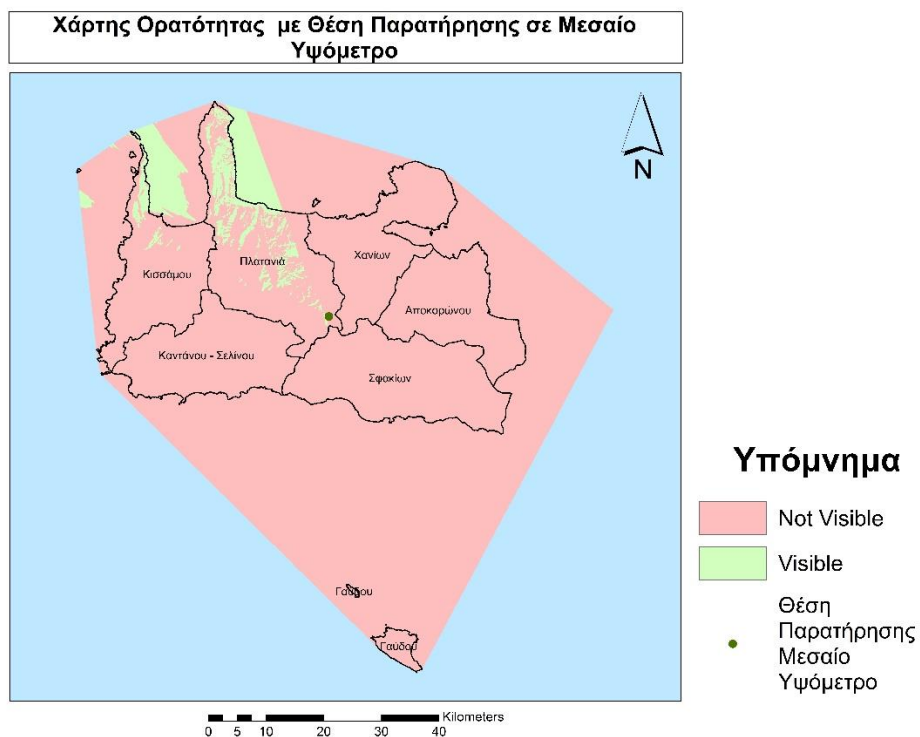 Χάρτης Ορατότητας με Θέση Παρατήρησης σε Μεσαίο
Υψόμετρο
N
Πλατανιά
Χανίων
Κισσάμου
Αποκορώνου
Καντάνου - Σελίνου
Σφακίων
Γαύδου
Γαύδου
Υπόμνημα
Not Visible
Visible
Θέση
Παρατήρησης
Μεσαίο
Υψόμετρο
Kilometers
0 5 10 20 30 40